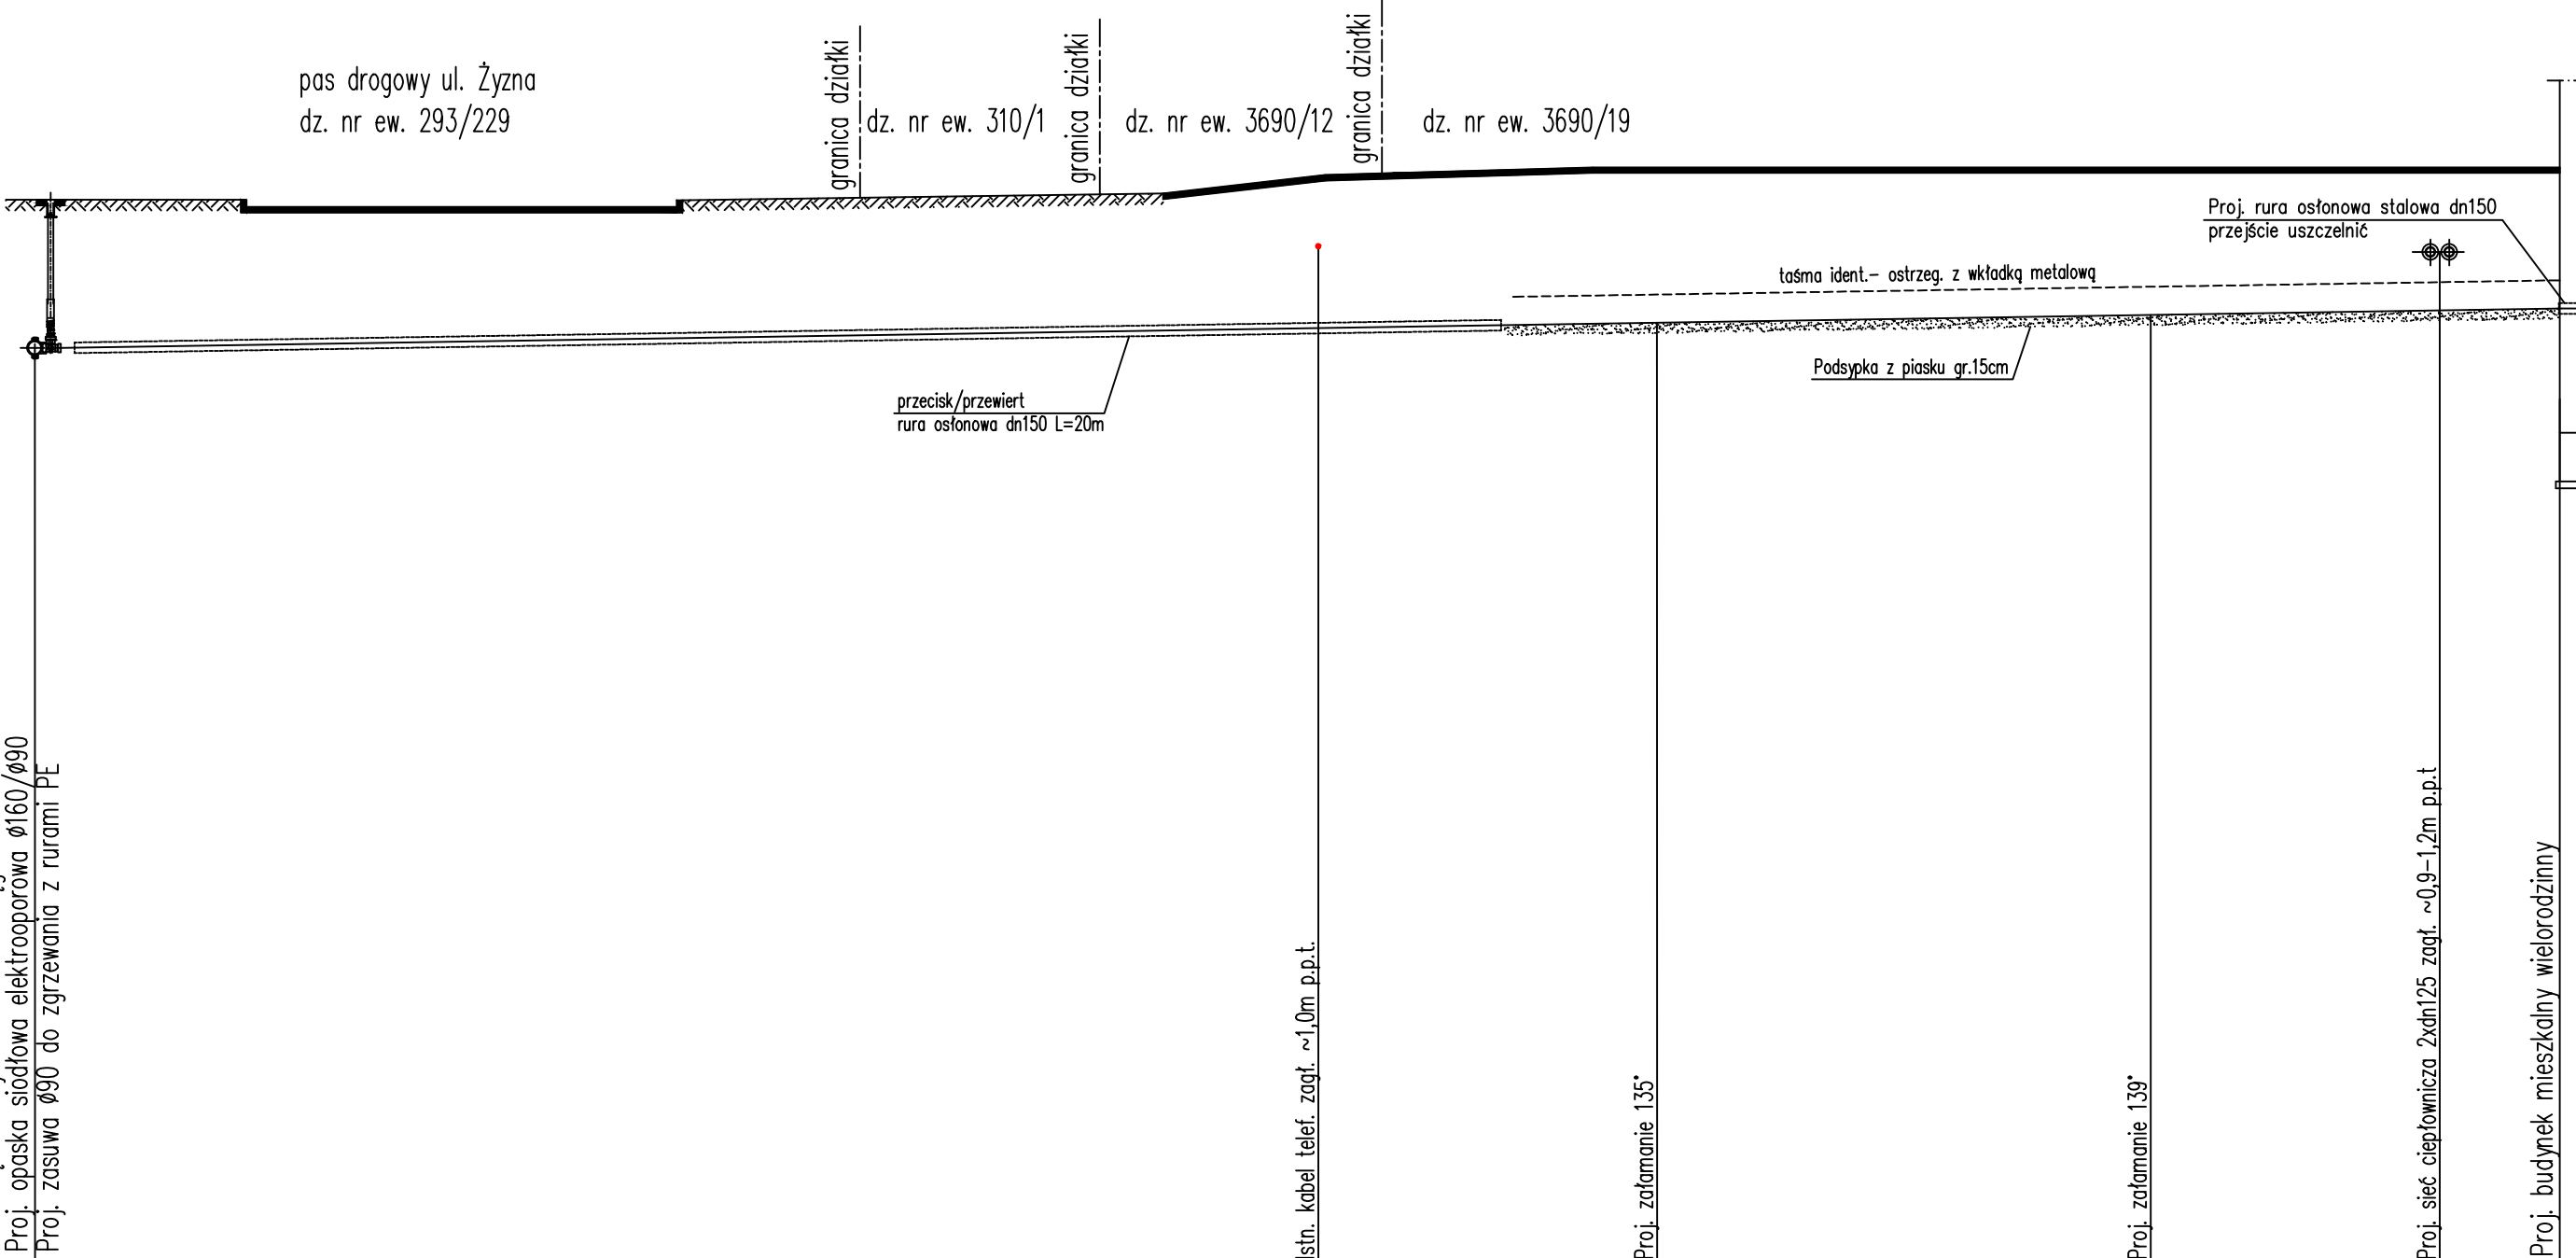 pas drogowy ul. Żyzna
dz. nr ew. 293/229
granica działki
dz. nr ew. 310/1
granica działki
dz. nr ew. 3690/12
granica działki
dz. nr ew. 3690/19
Proj. rura osłonowa stalowa dn150
przejście uszczelnić
taśma ident.- ostrzeg. z wkładką metalową
Podsypka z piasku gr.15cm
przecisk/przewiert
rura osłonowa dn150 L=20m
Proj. opaska siodłowa elektrooporowa ø160/ø90
Proj. zasuwa ø90 do zgrzewania z rurami PE
Istn. kabel telef. zagł. ~1,0m p.p.t.
Proj. załamanie 135°
Proj. załamanie 139°
Proj. sieć ciepłownicza 2xdn125 zagł. ~0,9-1,2m p.p.t
Proj. budynek mieszkalny wielorodzinny